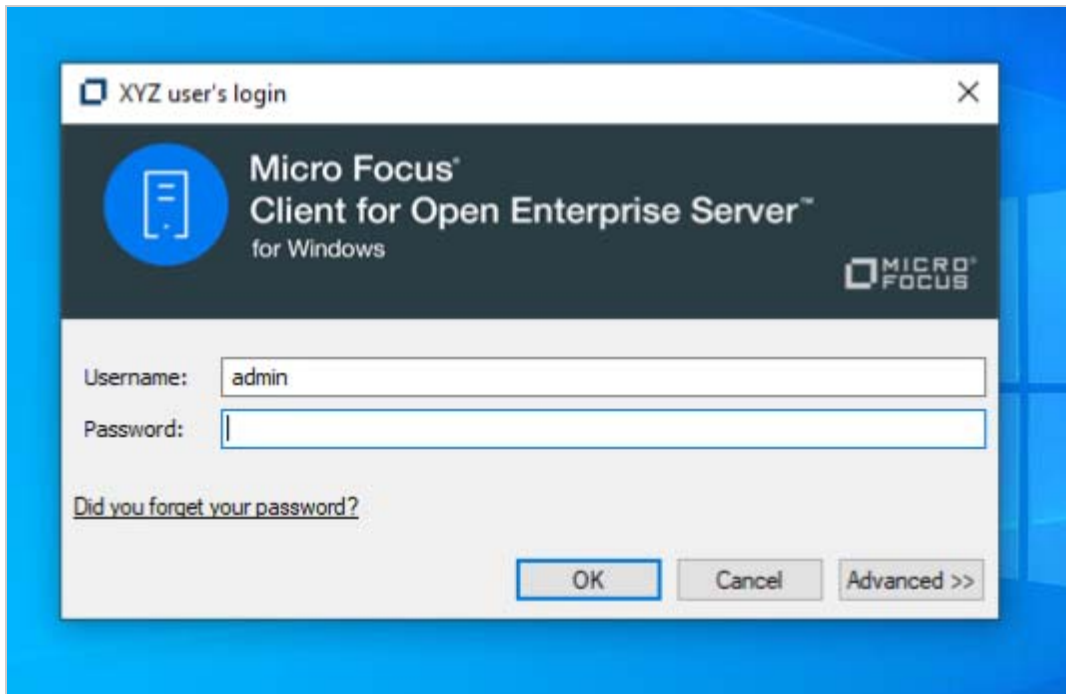 XYZ user's login
Micro Focus®
Client for Open Enterprise Server™
for Windows
MICRO®
FOCUS
Username: admin
Password:
Did you forget your password?
OK Cancel Advanced >>